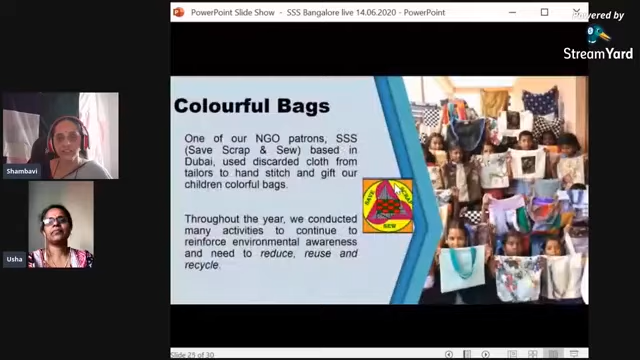 PowerPoint Slide Show - SSS Bangalore live 14.06.2020 - PowerPoint
Powered by
StreamYard
Colourful Bags
One of our NGO patrons, SSS
(Save Scrap & Sew) based in
Dubai, used discarded cloth from
tailors to hand stitch and gift our
children colorful bags.
SAVE
SCRAP
SEW
Throughout the year, we conducted
many activities to continue to
reinforce environmental awareness
and need to reduce, reuse and
recycle.
Shambavi
Usha
Slide 25 of 30